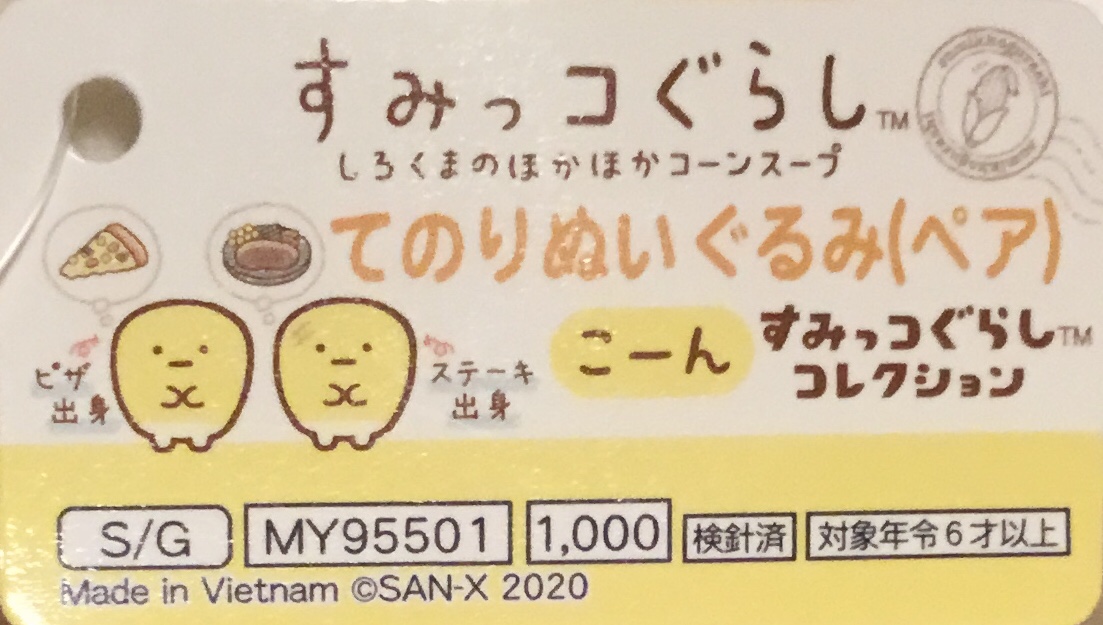 すみっコぐらし™
しろくまのほかほかコーンスープ
てのりぬいぐるみ(ペア)
ピザ
出身
ステーキ
出身
こーん
すみっコぐらし™
コレクション
S/G
MY95501
1,000
検針済
対象年令6才以上
Made in Vietnam ©SAN-X 2020